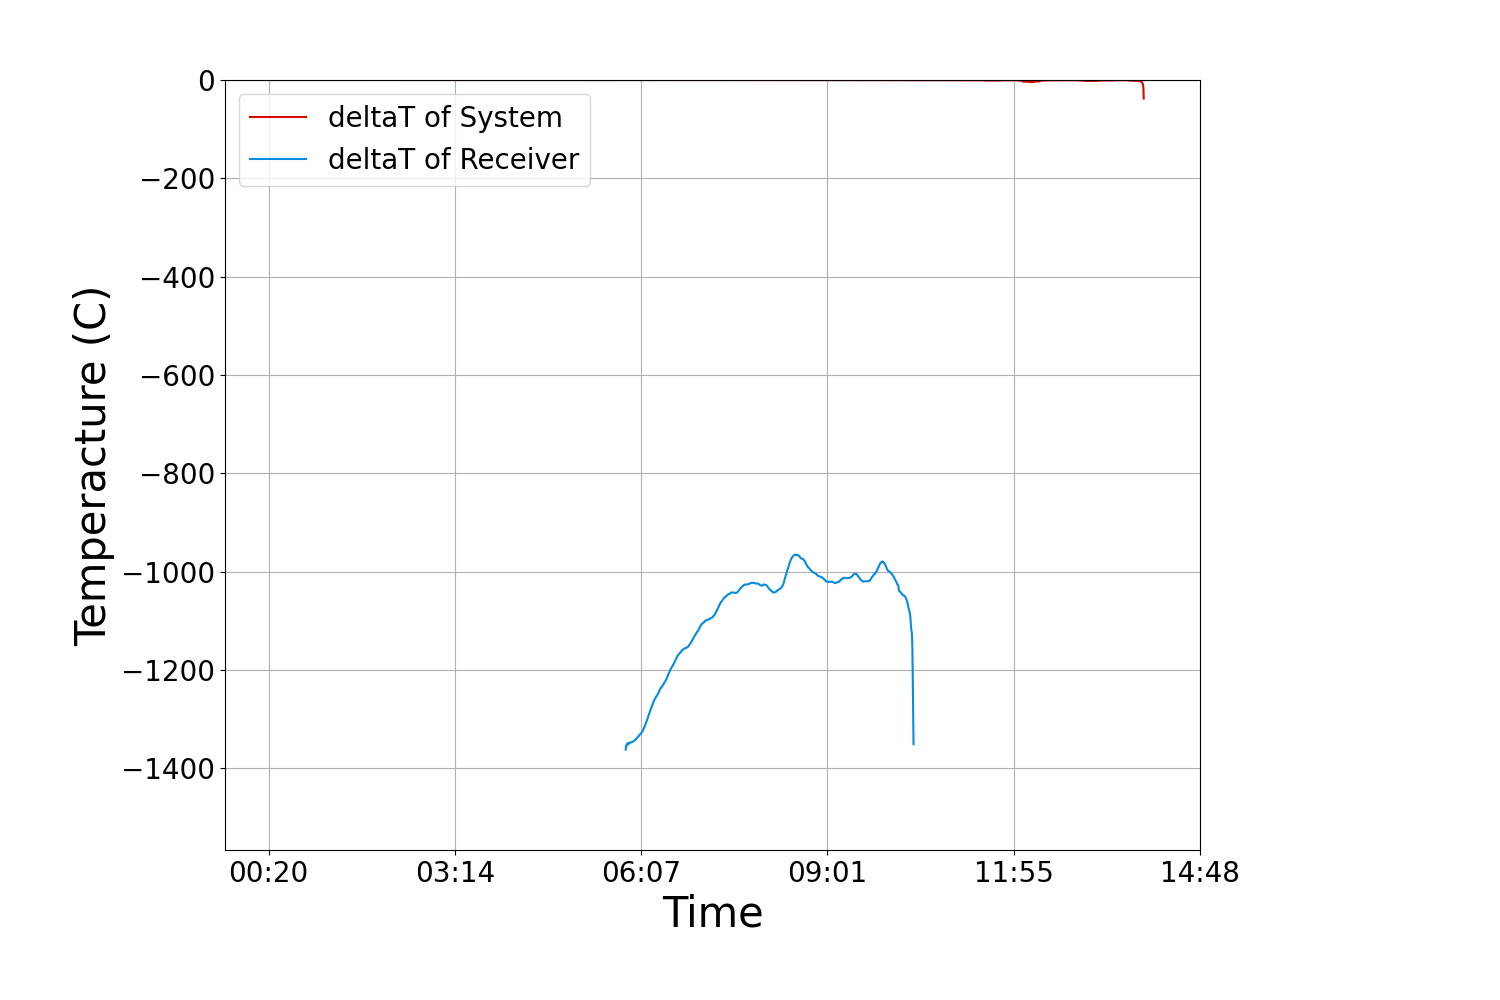 0
deltaT of System
deltaT of Receiver
−200
−400
−600
−800
−1000
−1200
−1400
Temperacture (C)
00:20 03:14 06:07 09:01 11:55 14:48
Time